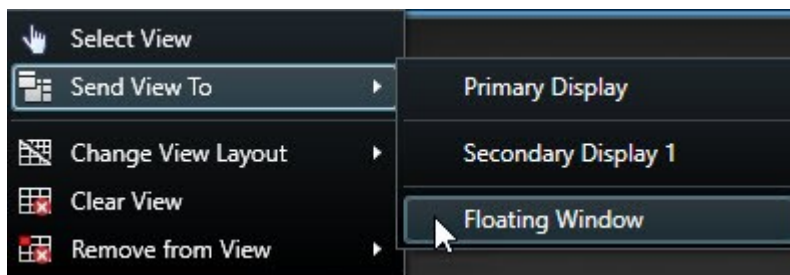 Select View
Send View To
Primary Display
Change View Layout
Secondary Display 1
Clear View
Floating Window
Remove from View